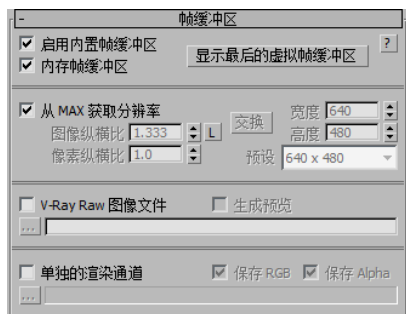 - 帧缓冲区
启用内置帧缓冲区 显示最后的虚拟帧缓冲区 ?
内存帧缓冲区
从 MAX 获取分辨率 交换 宽度 640
图像纵横比 1.333 L 高度 480
像素纵横比 1.0 预设 640 x 480
V-Ray Raw 图像文件 生成预览
...
单独的渲染通道 保存 RGB 保存 Alpha
...